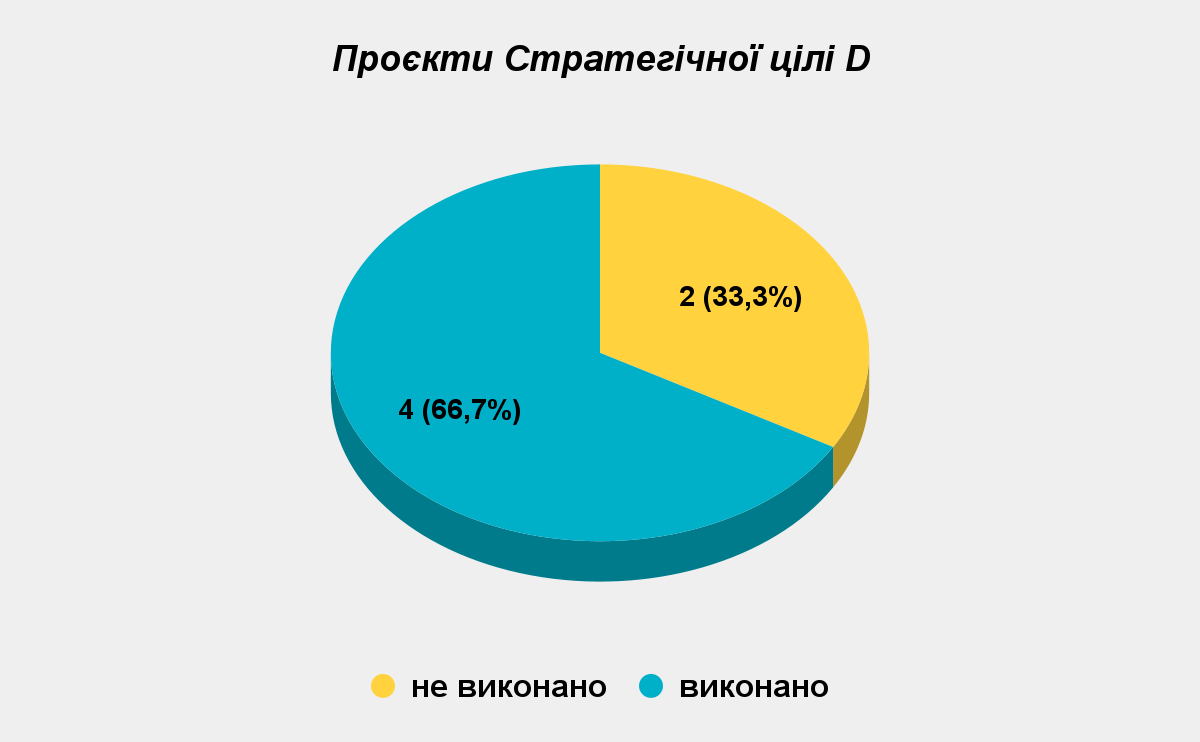 Проєкти Стратегічної цілі D
2 (33,3%)
4 (66,7%)
не виконано
виконано